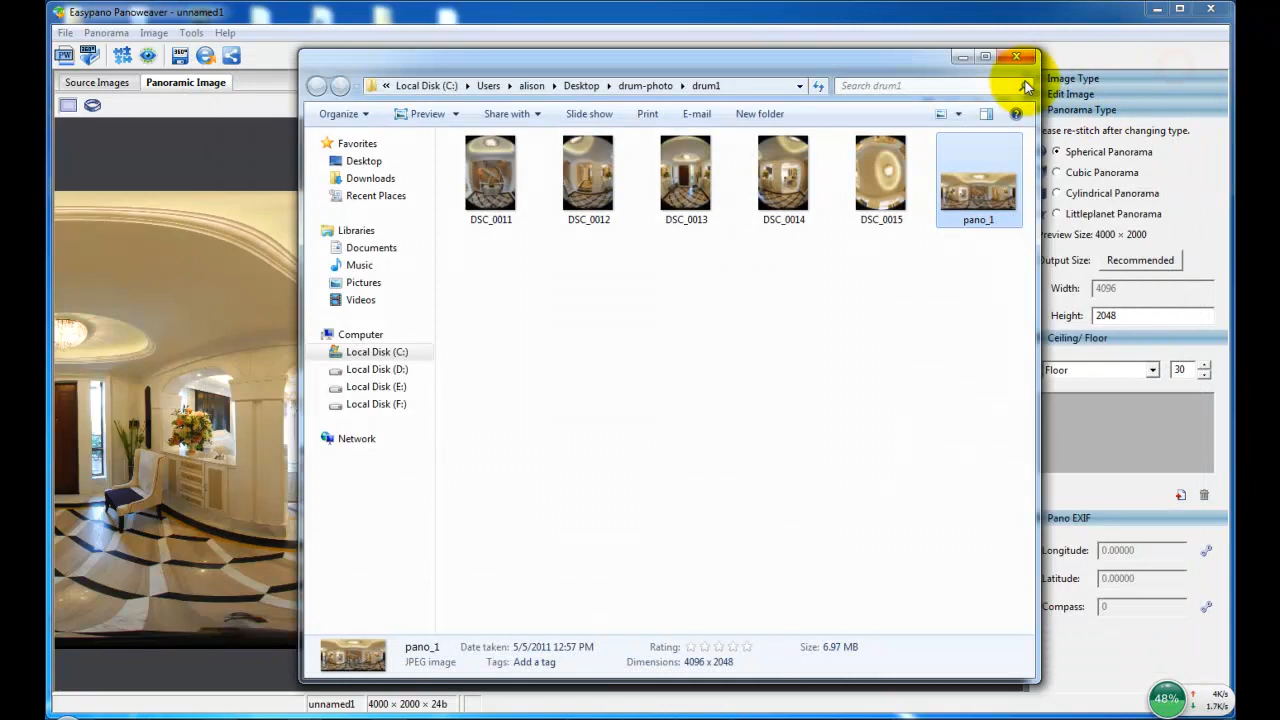 Easypano Panoweaver - unnamed1
File Panorama Image Tools Help
Source Images Panoramic Image
« Local Disk (C:) Users alison Desktop drum-photo drum1
Search drum1
Organize Preview Share with Slide show Print E-mail New folder
Favorites
Desktop
Downloads
Recent Places
Libraries
Documents
Music
Pictures
Videos
Computer
Local Disk (C:)
Local Disk (D:)
Local Disk (E:)
Local Disk (F:)
Network
DSC_0011 DSC_0012 DSC_0013 DSC_0014 DSC_0015 pano_1
pano_1 Date taken: 5/5/2011 12:57 PM Rating: Size: 6.97 MB
JPEG image Tags: Add a tag Dimensions: 4096 x 2048
Image Type
Edit Image
Panorama Type
ease re-stitch after changing type.
Spherical Panorama
Cubic Panorama
Cylindrical Panorama
Littleplanet Panorama
Preview Size: 4000 × 2000
Output Size: Recommended
Width: 4096
Height: 2048
Ceiling/ Floor
Floor 30
Pano EXIF
Longitude: 0.00000
Latitude: 0.00000
Compass: 0
unnamed1 4000 × 2000 × 24b
48% 4K/s
1.7K/s